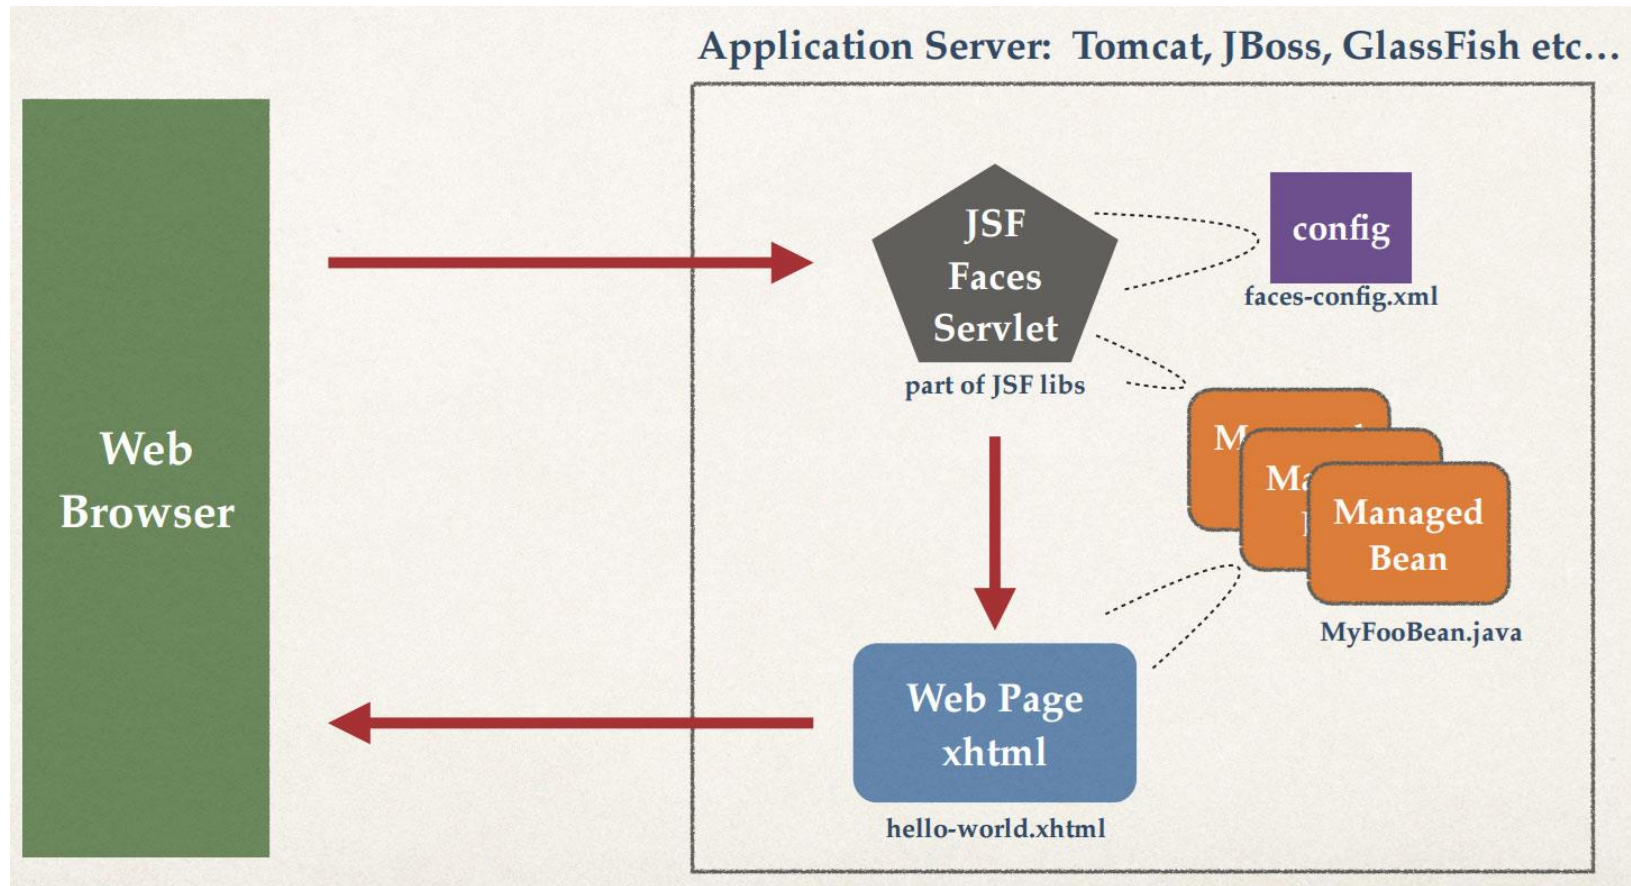 Application Server: Tomcat, JBoss, GlassFish etc...
Web
Browser
JSF
Faces
Servlet
part of JSF libs
config
faces-config.xml
M
Ma
Managed
Bean
MyFooBean.java
Web Page
xhtml
hello-world.xhtml